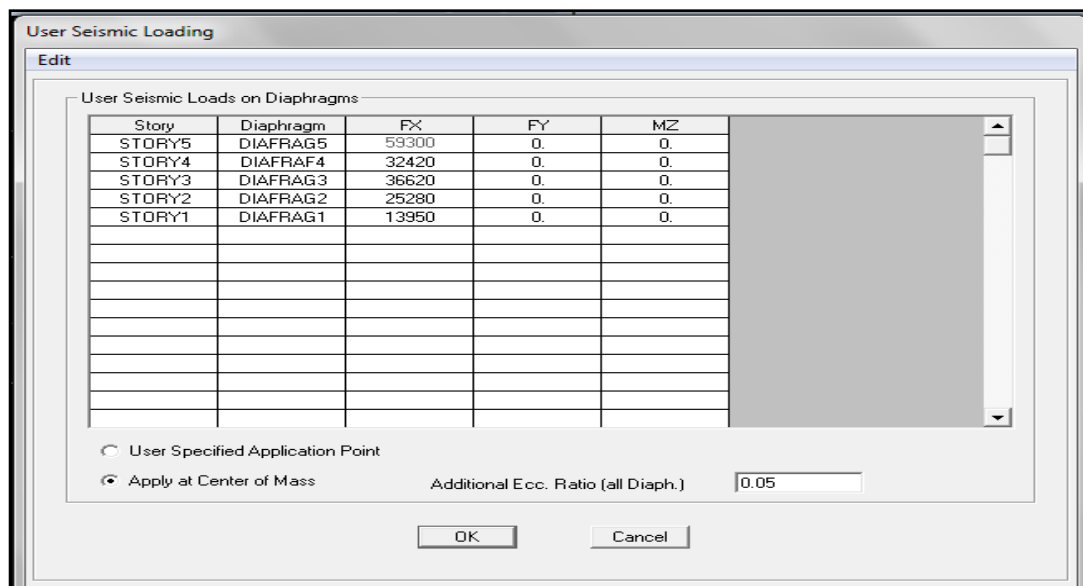 User Seismic Loading
Edit
User Seismic Loads on Diaphragms
Story Diaphragm FX FY MZ
STORY5 DIAFRAG5 59300 0. 0.
STORY4 DIAFRAF4 32420 0. 0.
STORY3 DIAFRAG3 36620 0. 0.
STORY2 DIAFRAG2 25280 0. 0.
STORY1 DIAFRAG1 13950 0. 0.
User Specified Application Point
Apply at Center of Mass Additional Ecc. Ratio (all Diaph.) 0.05
OK Cancel